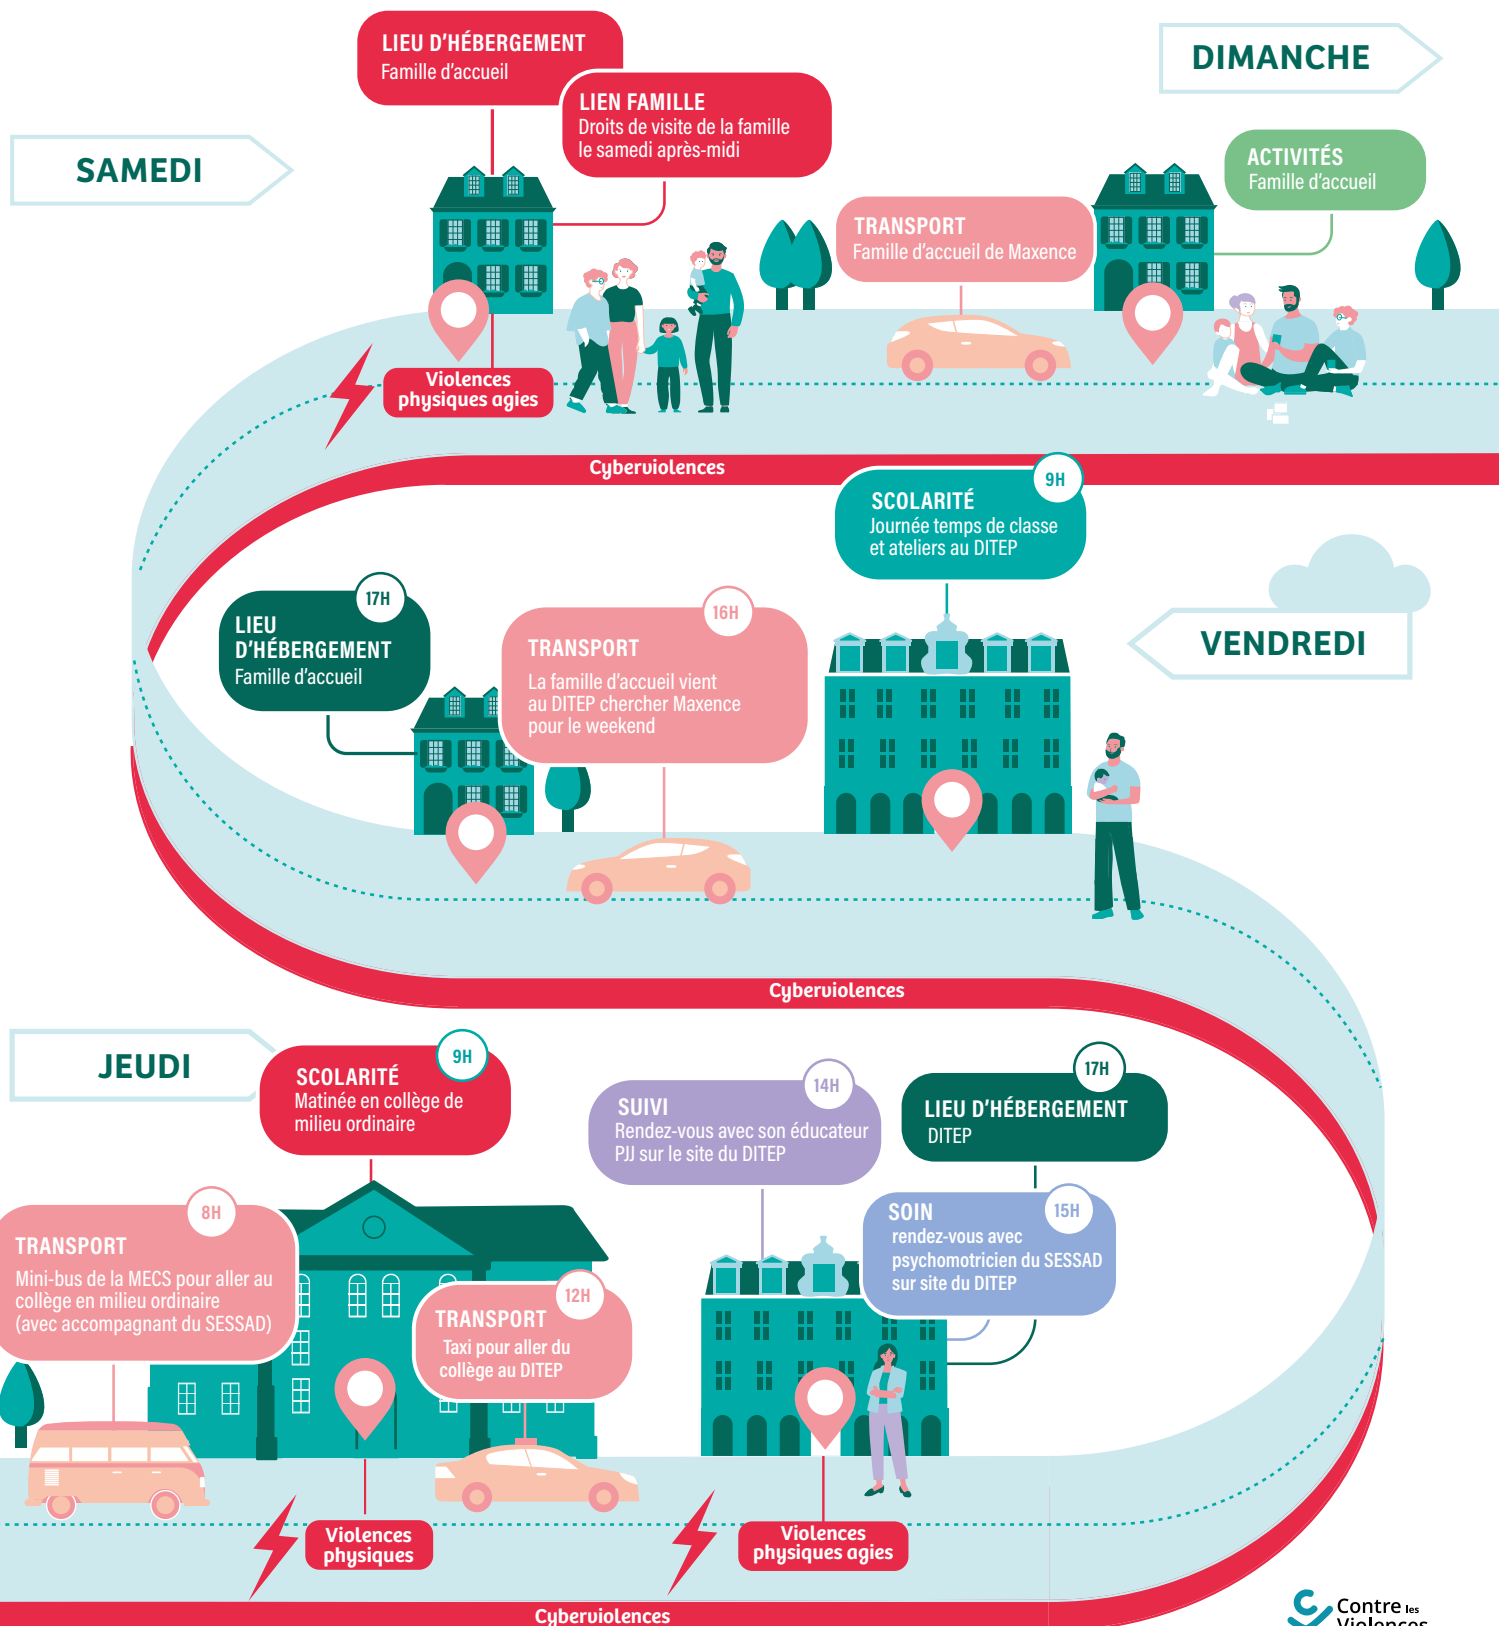 LIEU D'HÉBERGEMENT
Famille d'accueil
LIEN FAMILLE
Droits de visite de la famille
le samedi après-midi
DIMANCHE
SAMEDI
ACTIVITÉS
Famille d'accueil
TRANSPORT
Famille d'accueil de Maxence
Violences
physiques agies
Cyberviolences
9H
SCOLARITÉ
Journée temps de classe
et ateliers au DITEP
VENDREDI
17H
LIEU
D'HÉBERGEMENT
Famille d'accueil
16H
TRANSPORT
La famille d'accueil vient
au DITEP chercher Maxence
pour le weekend
Cyberviolences
JEUDI
9H
SCOLARITÉ
Matinée en collège de
milieu ordinaire
14H
SUIVI
Rendez-vous avec son éducateur
PJJ sur le site du DITEP
17H
LIEU D'HÉBERGEMENT
DITEP
8H
TRANSPORT
Mini-bus de la MECS pour aller au
collège en milieu ordinaire
(avec accompagnant du SESSAD)
12H
TRANSPORT
Taxi pour aller du
collège au DITEP
15H
SOIN
rendez-vous avec
psychomotricien du SESSAD
sur site du DITEP
Violences
physiques
Violences
physiques agies
Cyberviolences
Contre les
Violences